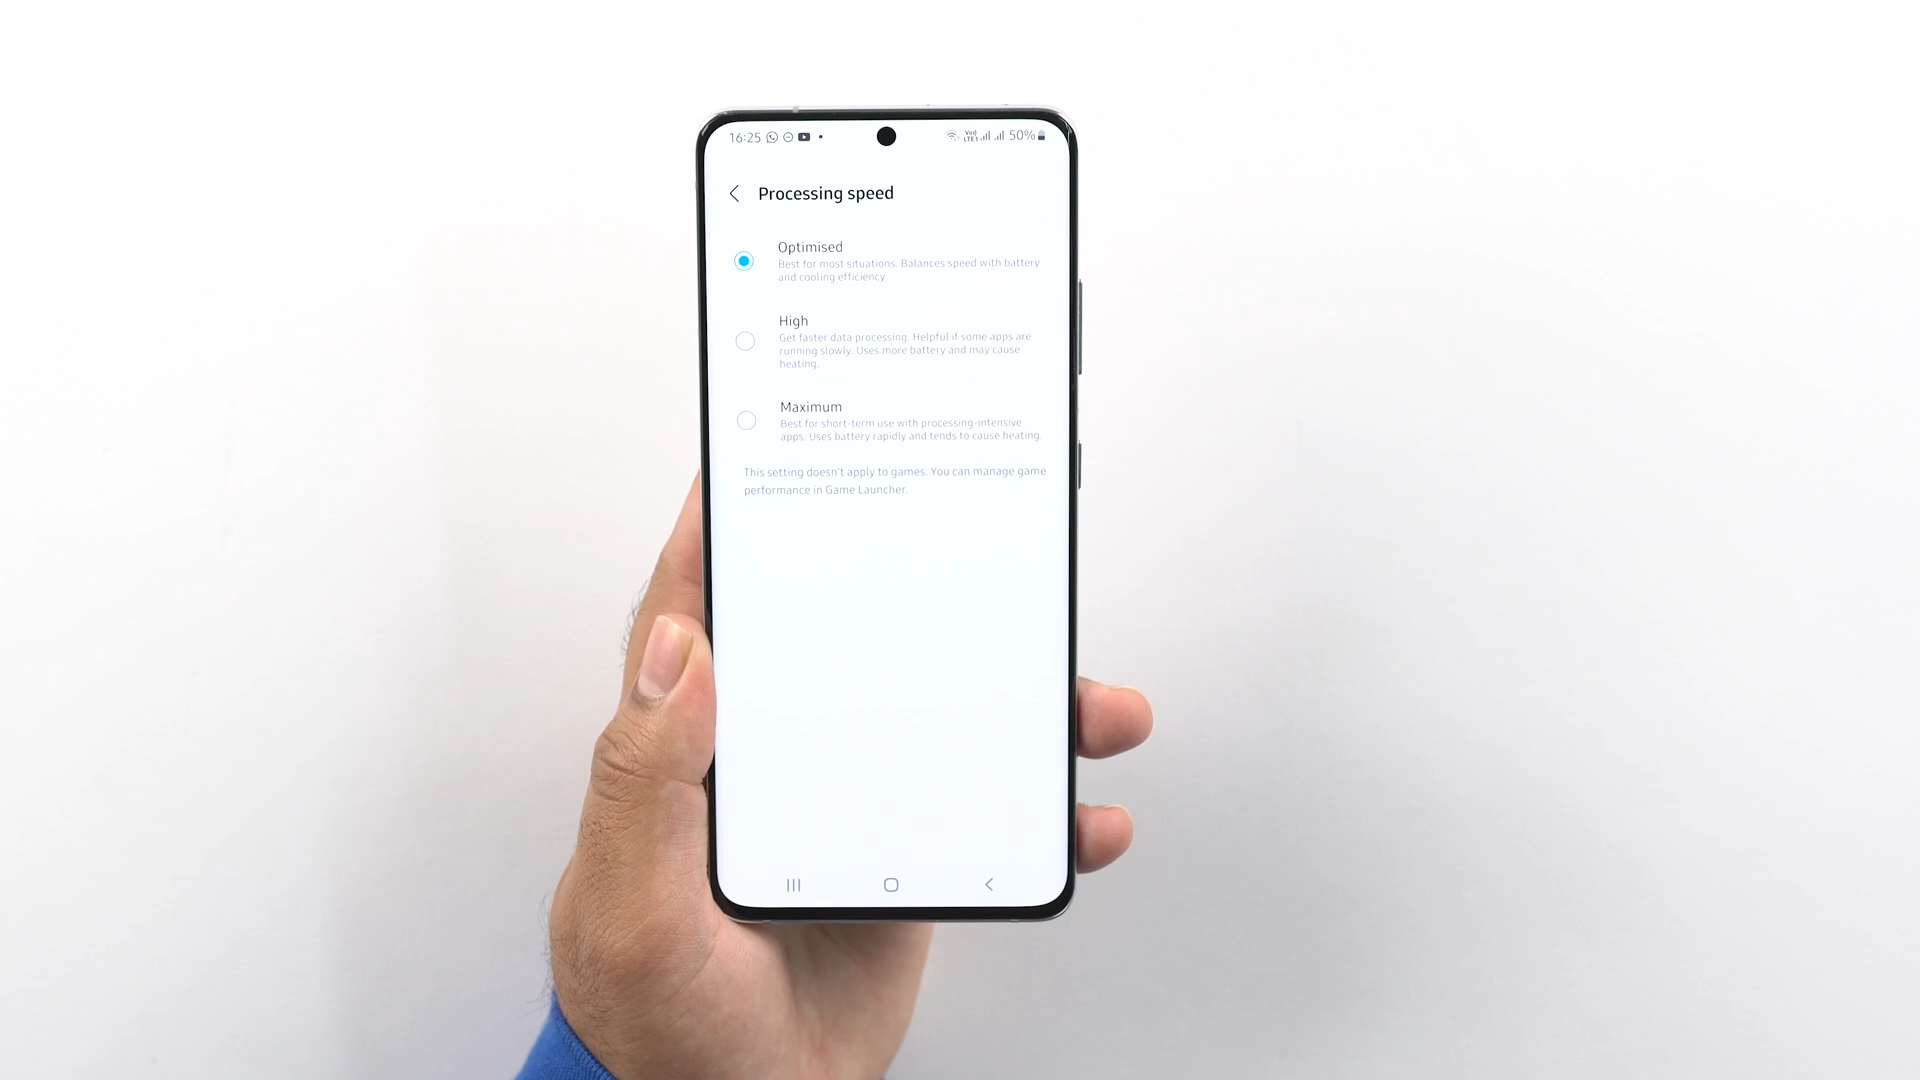 16:25
Vo))
LTE1
50%
Processing speed
Optimised
Best for most situations. Balances speed with battery
and cooling efficiency.
High
Get faster data processing. Helpful if some apps are
running slowly. Uses more battery and may cause
heating.
Maximum
Best for short-term use with processing-intensive
apps. Uses battery rapidly and tends to cause heating.
This setting doesn't apply to games. You can manage game
performance in Game Launcher.